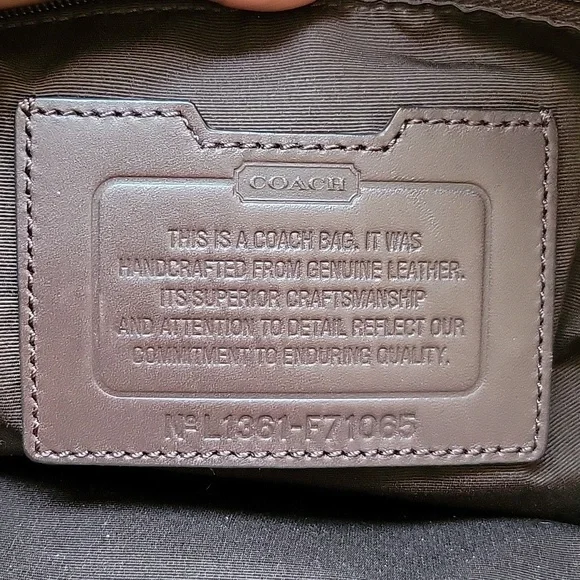 COACH
THIS IS A COACH BAG. IT WAS
HANDCRAFTED FROM GENUINE LEATHER.
ITS SUPERIOR CRAFTSMANSHIP
AND ATTENTION TO DETAIL REFLECT OUR
COMMITMENT TO ENDURING QUALITY.
Nº L1361-F71065